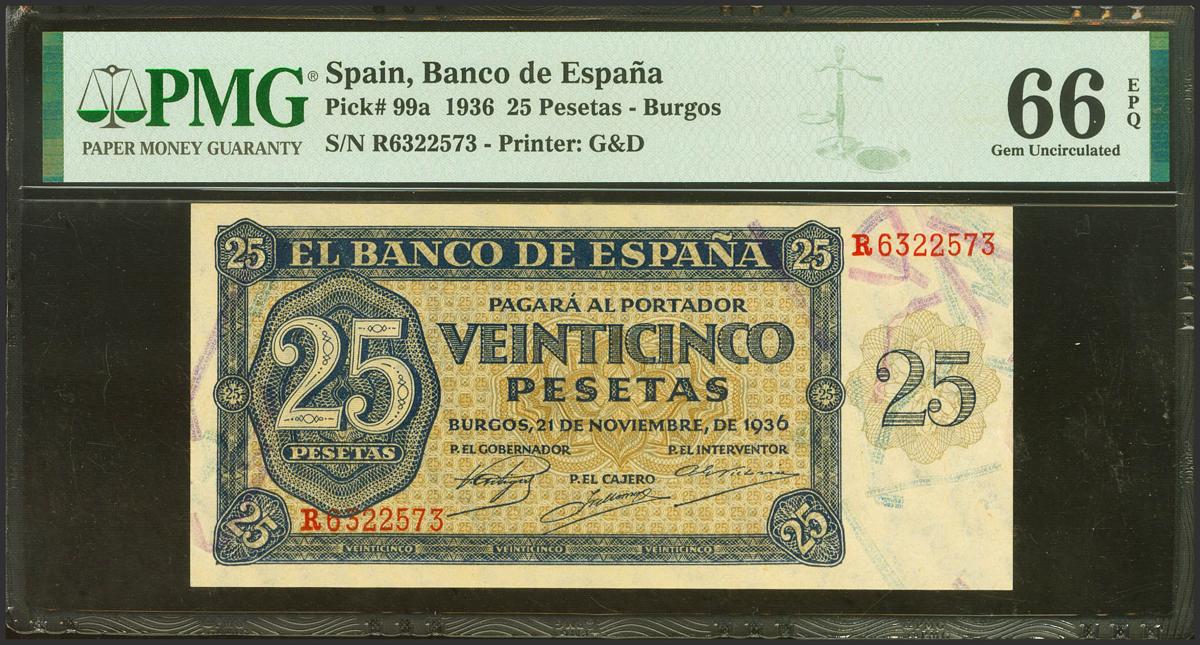 PMG®
PAPER MONEY GUARANTY
Spain, Banco de España
Pick# 99a 1936 25 Pesetas - Burgos
S/N R6322573 - Printer: G&D
66 EPQ
Gem Uncirculated
25 EL BANCO DE ESPAÑA 25
R6322573
PAGARÁ AL PORTADOR
VEINTICINCO
PESETAS
25
PESETAS
25
25
25
BURGOS, 21 DE NOVIEMBRE, DE 1936
P. EL GOBERNADOR
P. EL INTERVENTOR
P. EL CAJERO
R6322573
25
25
VEINTICINCO VEINTICINCO VEINTICINCO